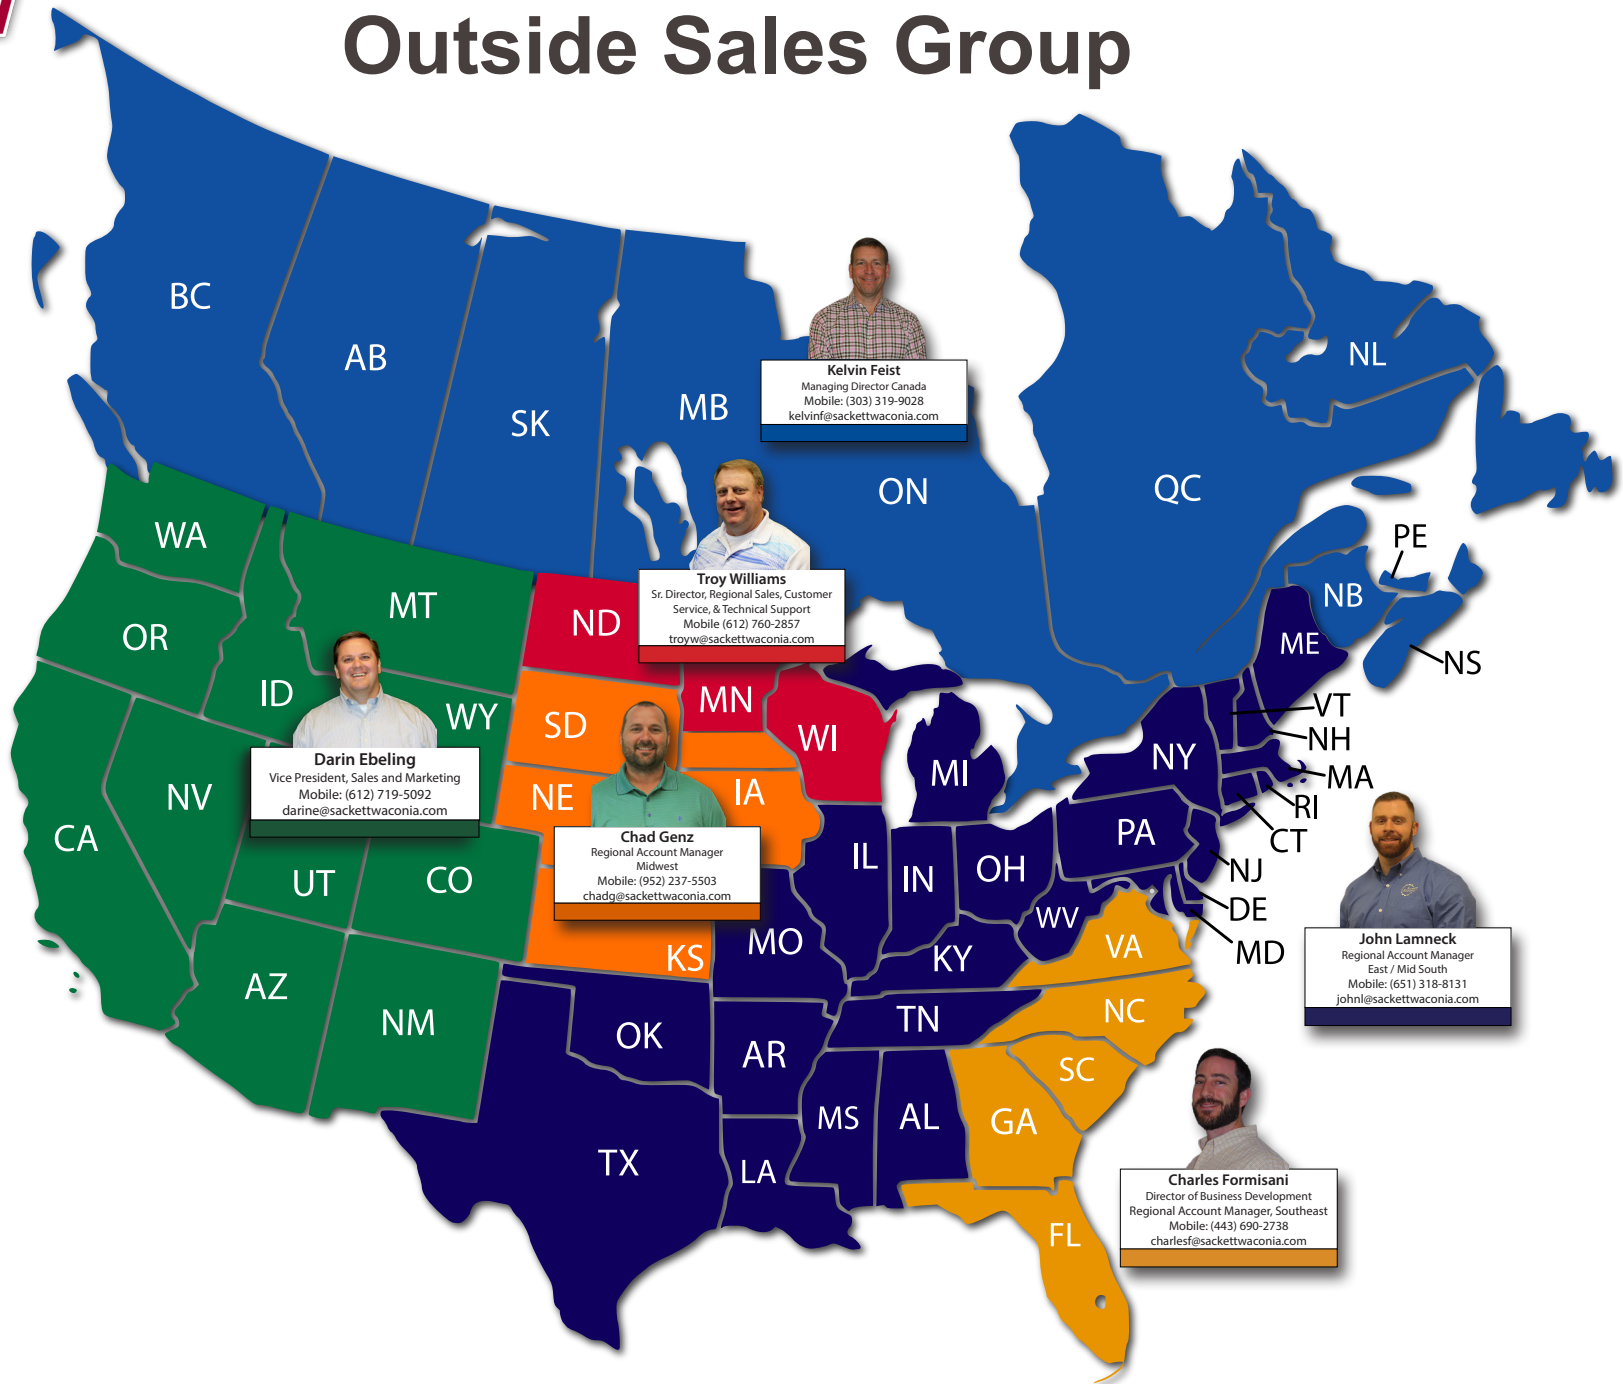 Outside Sales Group
BC
AB
SK
MB
ON
QC
NL
PE
NB
NS
Kelvin Feist
Managing Director Canada
Mobile: (303) 319-9028
kelvinf@sackettwaconia.com
Troy Williams
Sr. Director, Regional Sales, Customer
Service, & Technical Support
Mobile (612) 760-2857
troyw@sackettwaconia.com
WA
OR
MT
ID
WY
CA
NV
UT
CO
AZ
NM
Darin Ebeling
Vice President, Sales and Marketing
Mobile: (612) 719-5092
darine@sackettwaconia.com
ND
MN
WI
SD
NE
IA
KS
Chad Genz
Regional Account Manager
Midwest
Mobile: (952) 237-5503
chadg@sackettwaconia.com
ME
VT
NH
MA
RI
CT
NY
MI
PA
NJ
DE
MD
IL
IN
OH
WV
MO
KY
TN
OK
AR
TX
LA
MS
AL
John Lamneck
Regional Account Manager
East / Mid South
Mobile: (651) 318-8131
johnl@sackettwaconia.com
VA
NC
SC
GA
FL
Charles Formisani
Director of Business Development
Regional Account Manager, Southeast
Mobile: (443) 690-2738
charlesf@sackettwaconia.com